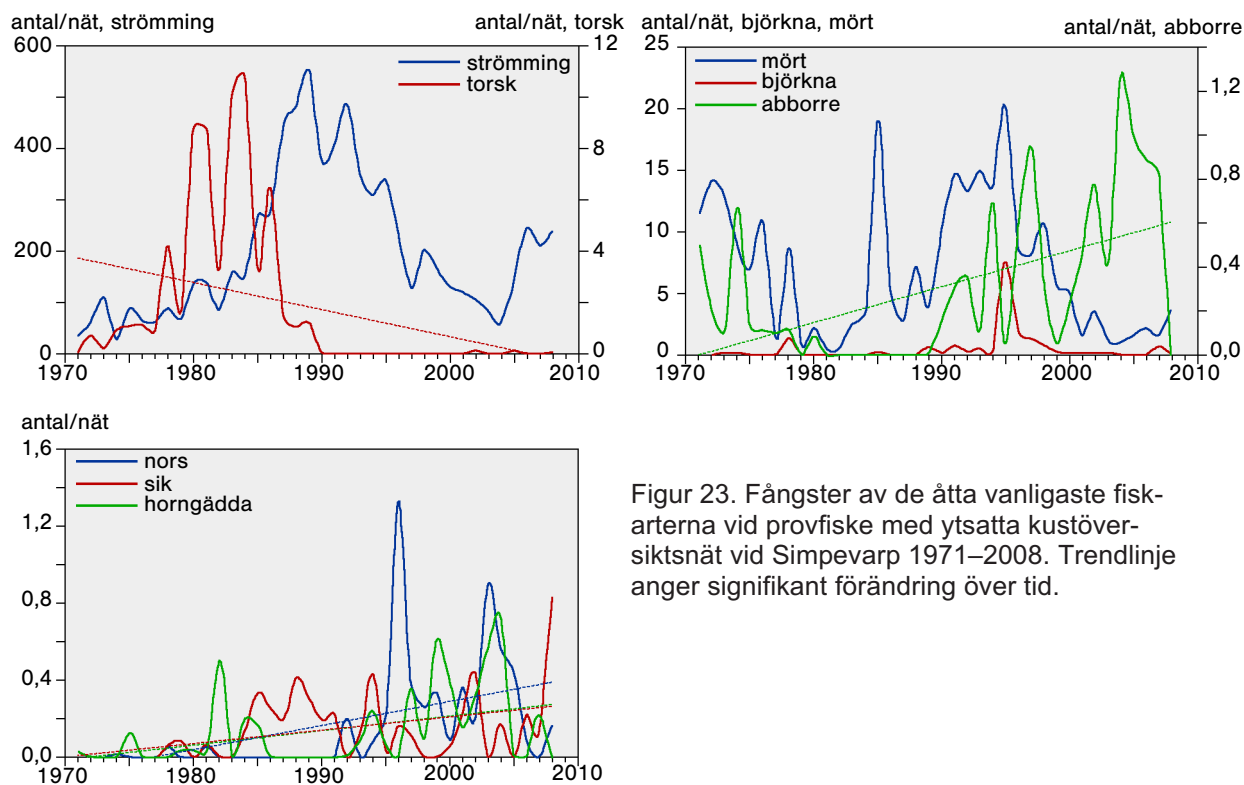 antal/nät, strömming antal/nät, torsk
600 12
strömming
torsk
400 8
200 4
0 0
1970 1980 1990 2000 2010
antal/nät, björkna, mört antal/nät, abborre
25
mört
björkna
abborre
1,2
20
15
0,8
10
0,4
5
0 0,0
1970 1980 1990 2000 2010
antal/nät
1,6
nors
sik
horngädda
1,2
0,8
0,4
0,0
1970 1980 1990 2000 2010
Figur 23. Fångster av de åtta vanligaste fisk-
arterna vid provfiske med ytsatta kustöver-
siktsnät vid Simpevarp 1971–2008. Trendlinje
anger signifikant förändring över tid.